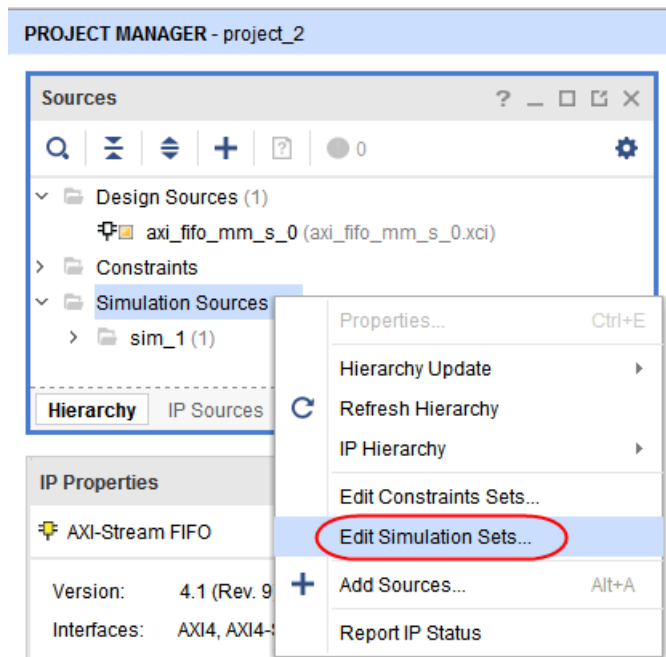 PROJECT MANAGER - project_2
Sources
0
Design Sources (1)
axi_fifo_mm_s_0 (axi_fifo_mm_s_0.xci)
Constraints
Simulation Sources
sim_1 (1)
Hierarchy IP Sources
Properties... Ctrl+E
Hierarchy Update
Refresh Hierarchy
IP Hierarchy
Edit Constraints Sets...
Edit Simulation Sets...
Add Sources... Alt+A
Report IP Status
IP Properties
AXI-Stream FIFO
Version: 4.1 (Rev. 9
Interfaces: AXI4, AXI4-